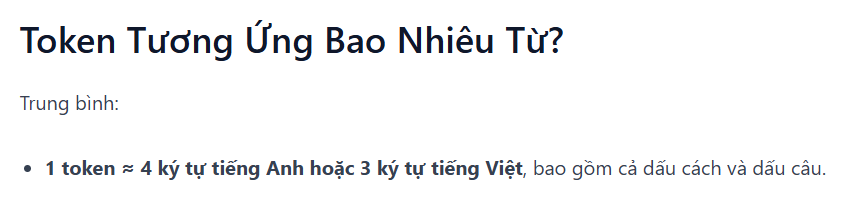 Token Tương Ứng Bao Nhiêu Từ?
Trung bình:
• 1 token ≈ 4 ký tự tiếng Anh hoặc 3 ký tự tiếng Việt, bao gồm cả dấu cách và dấu câu.